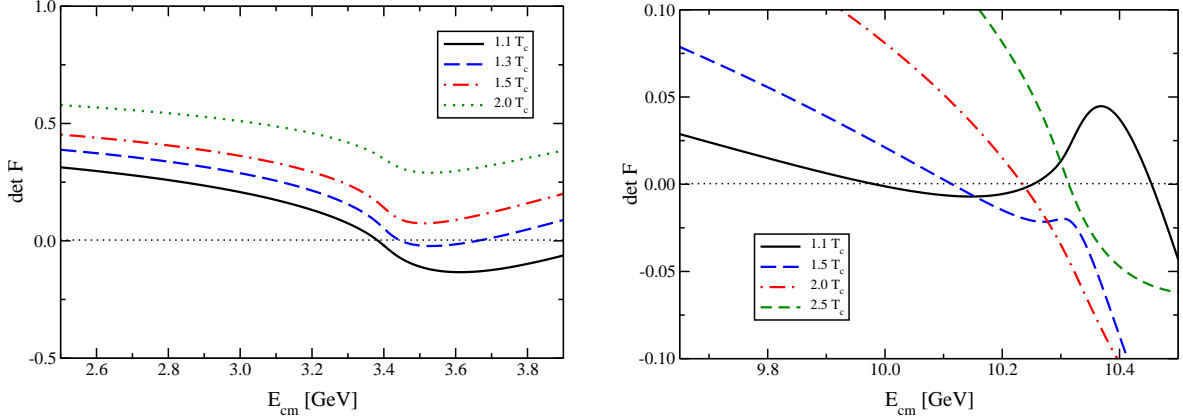 1.0
0.5
0.0
-0.5
det F
2.6 2.8 3.0 3.2 3.4 3.6 3.8
E_cm [GeV]
1.1 T_c
1.3 T_c
1.5 T_c
2.0 T_c
0.10
0.05
0.00
-0.05
-0.10
det F
9.8 10.0 10.2 10.4
E_cm [GeV]
1.1 T_c
1.5 T_c
2.0 T_c
2.5 T_c